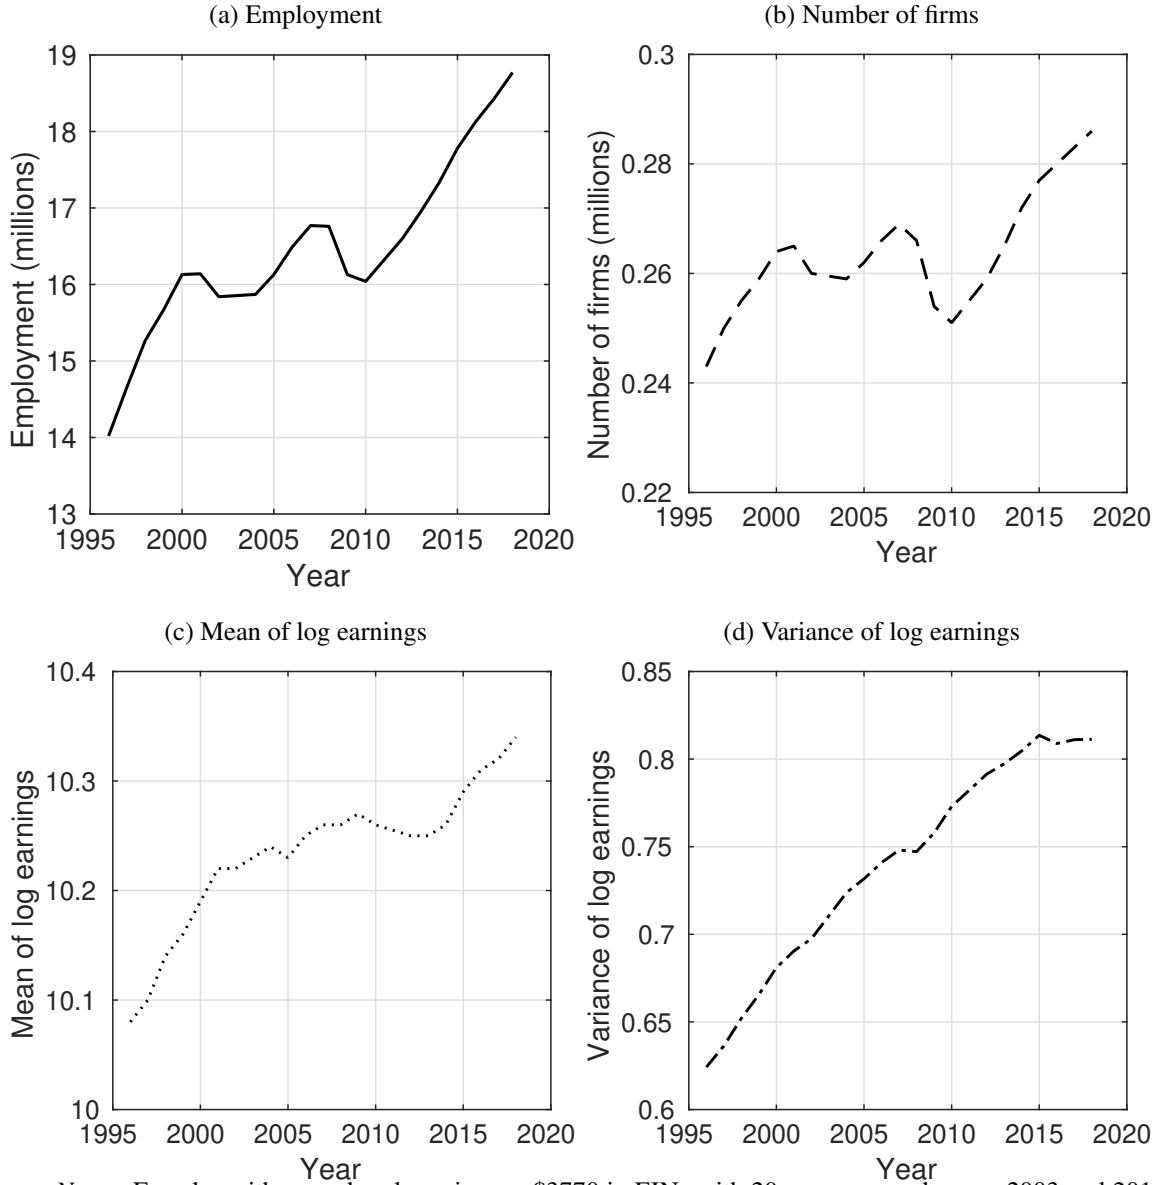 (a) Employment
19
18
17
16
15
14
13
1995 2000 2005 2010 2015 2020
Year
Employment (millions)
(b) Number of firms
0.3
0.28
0.26
0.24
0.22
1995 2000 2005 2010 2015 2020
Year
Number of firms (millions)
(c) Mean of log earnings
10.4
10.3
10.2
10.1
10
1995 2000 2005 2010 2015 2020
Year
Mean of log earnings
(d) Variance of log earnings
0.85
0.8
0.75
0.7
0.65
0.6
1995 2000 2005 2010 2015 2020
Year
Variance of log earnings